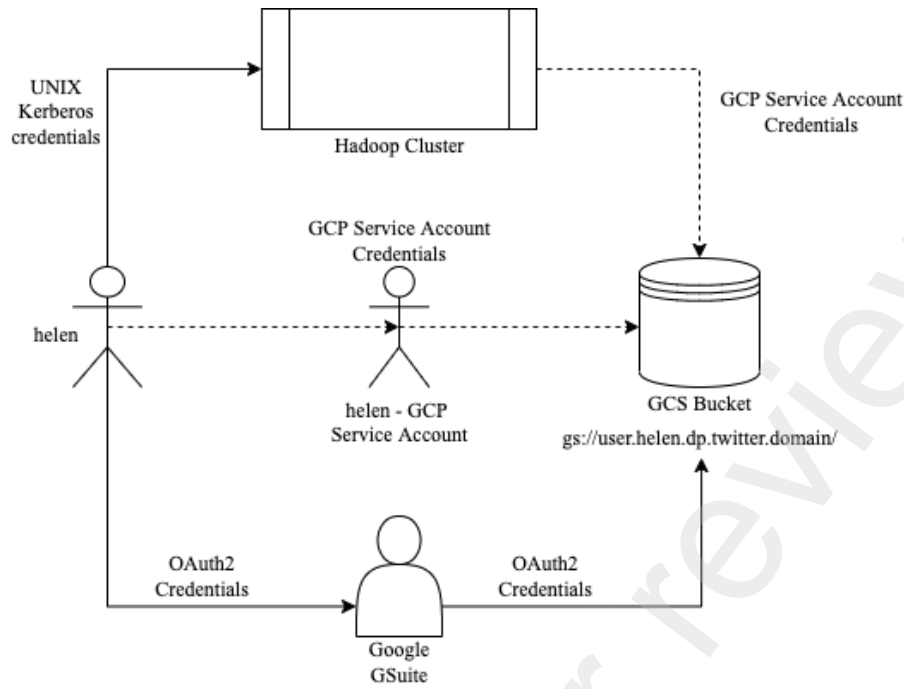 UNIX
Kerberos
credentials
Hadoop Cluster
GCP Service Account
Credentials
GCP Service Account
Credentials
helen
helen - GCP
Service Account
GCS Bucket
gs://user.helen.dp.twitter.domain/
OAuth2
Credentials
OAuth2
Credentials
Google
GSuite
r review